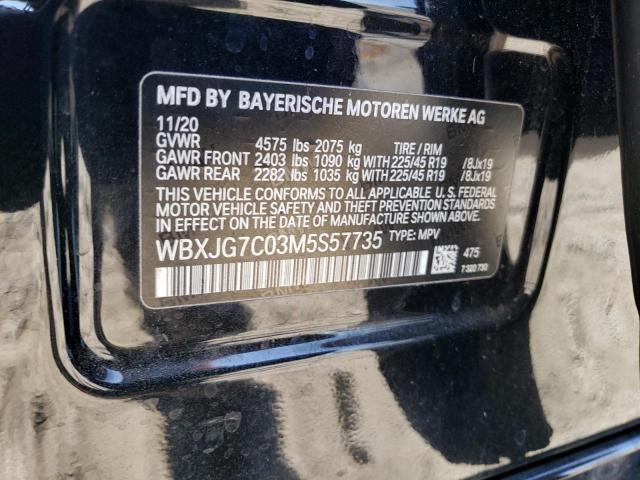 MFD BY BAYERISCHE MOTOREN WERKE AG
11/20
GVWR 4575 lbs 2075 kg TIRE / RIM
GAWR FRONT 2403 lbs 1090 kg WITH 225/45 R19 /8Jx19
GAWR REAR 2282 lbs 1035 kg WITH 225/45 R19 /8Jx19
THIS VEHICLE CONFORMS TO ALL APPLICABLE U. S. FEDERAL
MOTOR VEHICLE SAFETY AND THEFT PREVENTION STANDARDS
IN EFFECT ON THE DATE OF MANUFACTURE SHOWN ABOVE.
WBXJG7C03M5S57735 TYPE: MPV
475
7 320 730